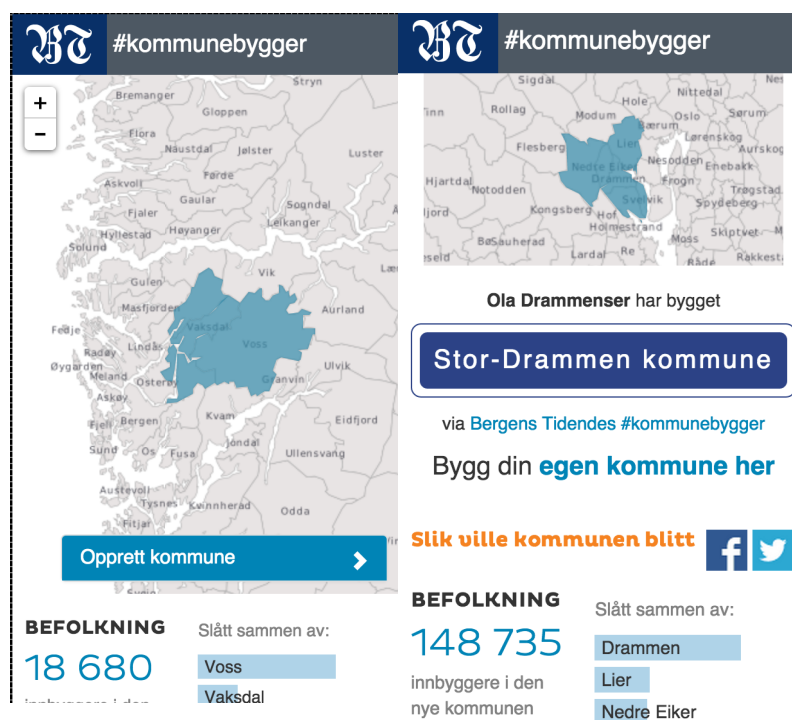 BT #kommunebygger
+
-
Stryn
Bremanger
Gloppen
Flora
Naustdal Jølster
Luster
Førde
Askvoll
Gaular
Sogndal
Fjaler
Leikanger
Hyllestad Høyanger
Solund
Vik
Gulen
Masfjorden
Aurland
Fedje
Vaksdal
Lindås
Voss
Radøy
Øygarden
Ulvik
Meland Osterøy
Granvin
Askøy
Kvam
Fjell Bergen
Eidfjord
Sund Os Fusa
Jondal
Ullensvang
Austevoll
Tysnes Kvinnherad
Odda
Fitjar
Opprett kommune
BEFOLKNING
18 680
innbyggere i den
Slått sammen av:
Voss
Vaksdal
BT #kommunebygger
Sigdal
Nittedal
Hole
Rollag
Modum
Oslo
Sørum
Bærum
Lørenskog
Flesberg
Lier
Aurskog
Nedre Eiker
Nesodden
Enebakk
Hjartdal
Drammen
Frogn
Notodden
Trøgstad
Svelvik
Spydeberg
Kongsberg
Hof
Holmestrand
Skiptvet
Moss
Bø Sauherad
Lardal Re
Råde
Rakkest
Ola Drammenser har bygget
Stor-Drammen kommune
via Bergens Tidendes #kommunebygger
Bygg din egen kommune her
Slik ville kommunen blitt
BEFOLKNING
148 735
innbyggere i den
nye kommunen
Slått sammen av:
Drammen
Lier
Nedre Eiker